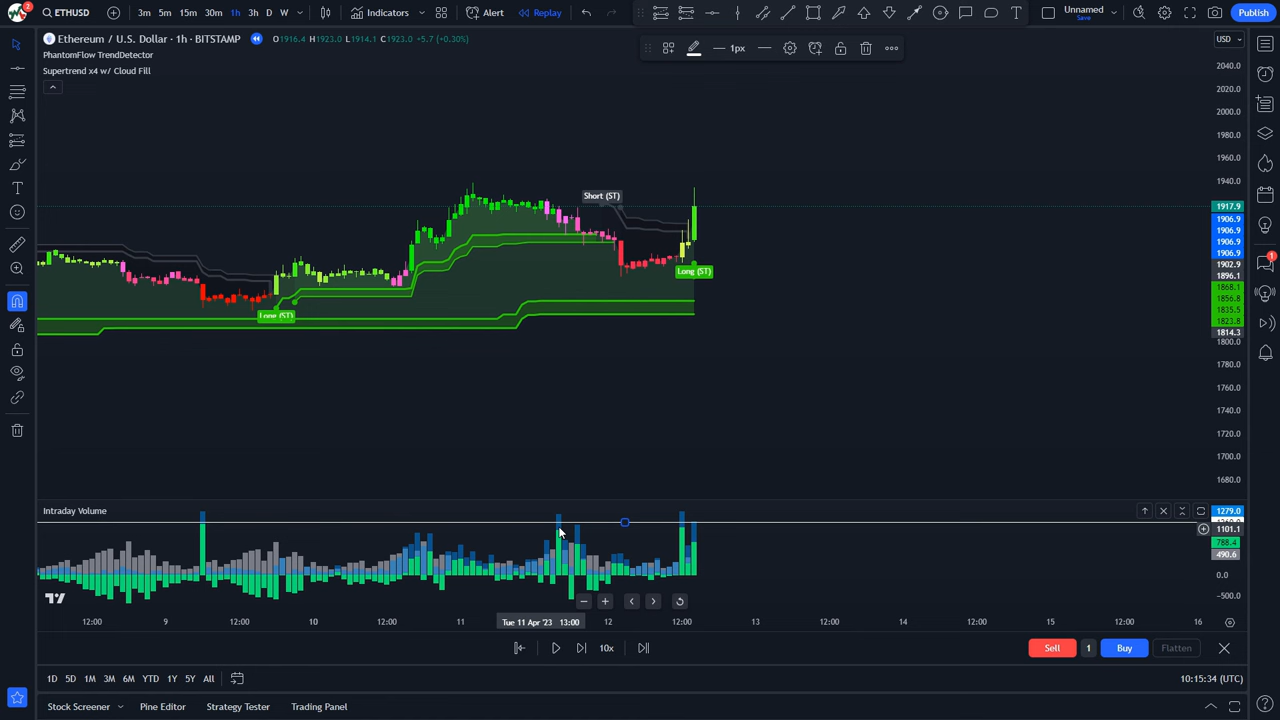 2
ETHUSD
3m 5m 15m 30m 1h 3h D W
Indicators
Alert
Replay
Unnamed
Save
Publish
Ethereum / U.S. Dollar · 1h · BITSTAMP
O1916.4 H1923.0 L1914.1 C1923.0 +5.7 (+0.30%)
USD
1px
PhantomFlow TrendDetector
Supertrend x4 w/ Cloud Fill
2040.0
2020.0
2000.0
1980.0
1960.0
1940.0
1917.9
1906.9
1906.9
1906.9
1906.9
1902.9
1896.1
1868.1
1856.8
1835.5
1823.8
1814.3
1800.0
1780.0
1760.0
1740.0
1720.0
1700.0
1680.0
Short (ST)
Long (ST)
Long (ST)
1
Intraday Volume
1279.0
1101.1
788.4
490.6
0.0
-500.0
12:00 9 12:00 10 12:00 11 Tue 11 Apr '23 13:00 12 12:00 13 12:00 14 12:00 15 12:00 16
10x
Sell 1 Buy Flatten
1D 5D 1M 3M 6M YTD 1Y 5Y All
10:15:34 (UTC)
Stock Screener Pine Editor Strategy Tester Trading Panel